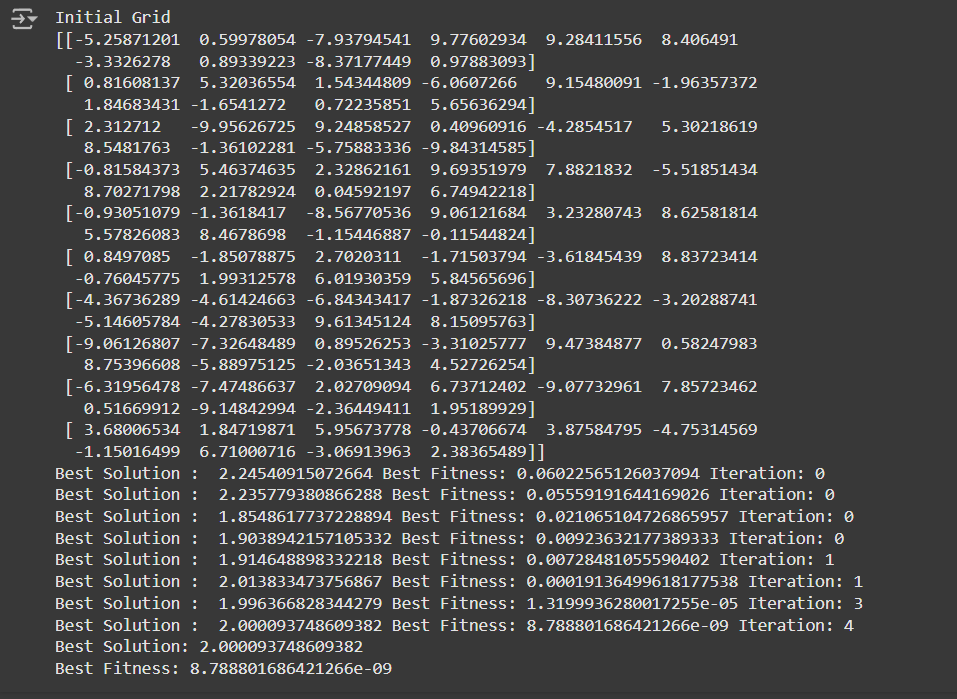 Initial Grid
[[-5.25871201  0.59978054 -7.93794541  9.77602934  9.28411556  8.406491
  -3.3326278   0.89339223 -8.37177449  0.97883093]
 [ 0.81608137  5.32036554  1.54344809 -6.0607266   9.15480091 -1.96357372
   1.84683431 -1.6541272   0.72235851  5.65636294]
 [ 2.312712   -9.95626725  9.24858527  0.40960916 -4.2854517   5.30218619
   8.5481763  -1.36102281 -5.75883336 -9.84314585]
 [-0.81584373  5.46374635  2.32862161  9.69351979  7.8821832  -5.51851434
   8.70271798  2.21782924  0.04592197  6.74942218]
 [-0.93051079 -1.3618417  -8.56770536  9.06121684  3.23280743  8.62581814
   5.57826083  8.4678698  -1.15446887 -0.11544824]
 [ 0.8497085  -1.85078875  2.7020311  -1.71503794 -3.61845439  8.83723414
  -0.76045775  1.99312578  6.01930359  5.84565696]
 [-4.36736289 -4.61424663 -6.84343417 -1.87326218 -8.30736222 -3.20288741
  -5.14605784 -4.27830533  9.61345124  8.15095763]
 [-9.06126807 -7.32648489  0.89526253 -3.31025777  9.47384877  0.58247983
   8.75396608 -5.88975125 -2.03651343  4.52726254]
 [-6.31956478 -7.47486637  2.02709094  6.73712402 -9.07732961  7.85723462
   0.51669912 -9.14842994 -2.36449411  1.95189929]
 [ 3.68006534  1.84719871  5.95673778 -0.43706674  3.87584795 -4.75314569
  -1.15016499  6.71000716 -3.06913963  2.38365489]]
Best Solution :  2.24540915072664 Best Fitness: 0.06022565126037094 Iteration: 0
Best Solution :  2.235779380866288 Best Fitness: 0.05559191644169026 Iteration: 0
Best Solution :  1.8548617737228894 Best Fitness: 0.021065104726865957 Iteration: 0
Best Solution :  1.9038942157105332 Best Fitness: 0.00923632177389333 Iteration: 0
Best Solution :  1.914648898332218 Best Fitness: 0.00728481055590402 Iteration: 1
Best Solution :  2.013833473756867 Best Fitness: 0.00019136499618177538 Iteration: 1
Best Solution :  1.996366828344279 Best Fitness: 1.3199936280017255e-05 Iteration: 3
Best Solution :  2.000093748609382 Best Fitness: 8.788801686421266e-09 Iteration: 4
Best Solution: 2.000093748609382
Best Fitness: 8.788801686421266e-09